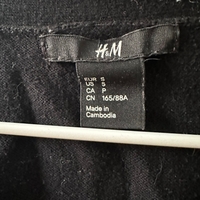 H&M
EUR S
US S
CA P
CN 165/88A
Made in
Cambodia